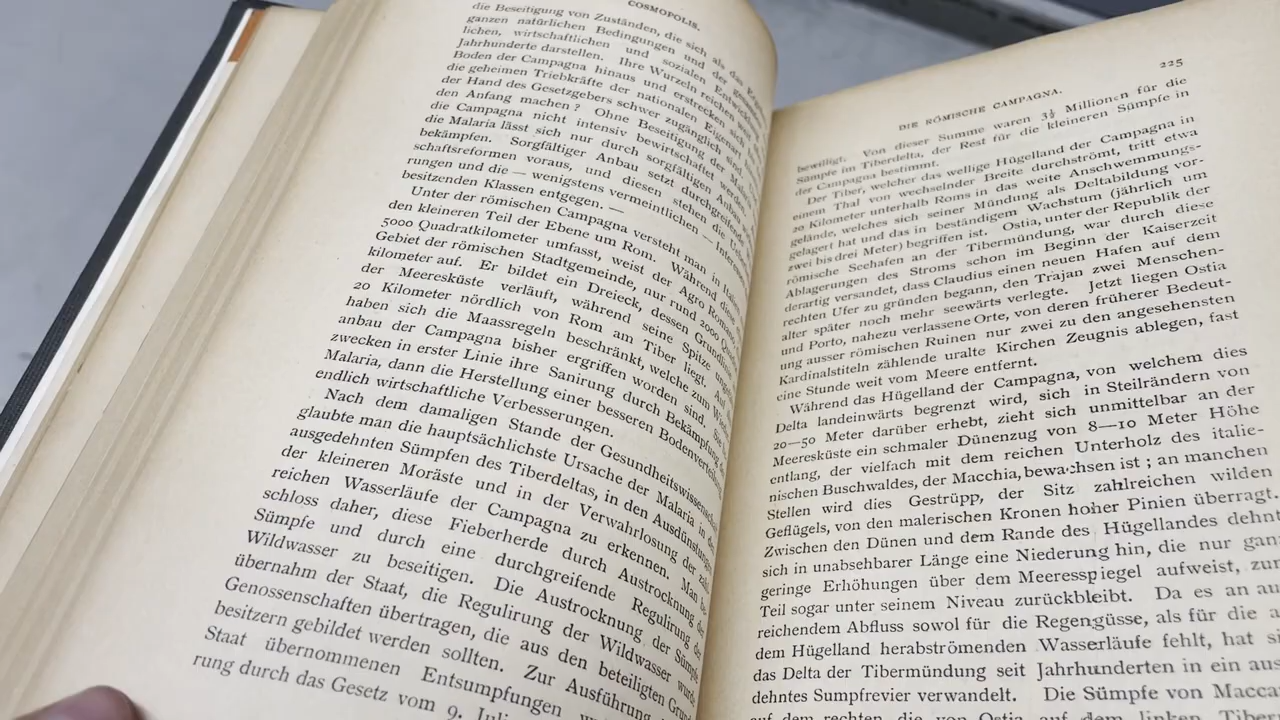 COSMOPOLIS.
die Beseitigung von Zuständen, die sich als das
ganzen natürlichen Bedingungen und der
lichen, wirtschaftlichen und sozialen
Jahrhunderte darstellen. Ihre Wurzeln reichen
Boden der Campagna hinaus und erstrecken sich
die geheimen Triebkräfte der nationalen
der Hand des Gesetzgebers schwer zugänglich sind.
den Anfang machen? Ohne Beseitigung der
die Campagna nicht intensiv bewirtschaftet werden,
die Malaria lässt sich nur durch sorgfältigen Anbau
bekämpfen. Sorgfältiger Anbau setzt durchgreifende
schaftsreformen voraus, und diesen stehen die
rungen und die — wenigstens vermeintlichen —
besitzenden Klassen entgegen. —
Unter der römischen Campagna versteht man in
den kleineren Teil der Ebene um Rom. Während diese
5000 Quadratkilometer umfasst, weist der Agro
Gebiet der römischen Stadtgemeinde, nur rund 2000
kilometer auf. Er bildet ein Dreieck, dessen
der Meeresküste verläuft, während seine Spitze
20 Kilometer nördlich von Rom am Tiber liegt.
haben sich die Maassregeln beschränkt, welche zum
anbau der Campagna bisher ergriffen worden sind.
zwecken in erster Linie ihre Sanirung durch Bekämpfung der
Malaria, dann die Herstellung einer besseren
endlich wirtschaftliche Verbesserungen.
Nach dem damaligen Stande der Gesundheitswissenschaft
glaubte man die hauptsächlichste Ursache der Malaria in den
ausgedehnten Sümpfen des Tiberdeltas, in den Ausdünstungen
der kleineren Moräste und in der Verwahrlosung der
reichen Wasserläufe der Campagna zu erkennen. Man
schloss daher, diese Fieberherde durch Austrocknung der
Sümpfe und durch eine durchgreifende Regulirung der
Wildwasser zu beseitigen. Die Austrocknung der Sümpfe
übernahm der Staat, die Regulirung der Wildwasser wurde
Genossenschaften übertragen, die aus den beteiligten
besitzern gebildet werden sollten. Zur Ausführung
Staat übernommenen Entsumpfungen
rung durch das Gesetz vom 9.
DIE RÖMISCHE CAMPAGNA. 225
bewilligt. Von dieser Summe waren 3½ Millionen für die
Sümpfe im Tiberdelta, der Rest für die kleineren Sümpfe in
der Campagna bestimmt.
Der Tiber, welcher das wellige Hügelland der Campagna in
einem Thal von wechselnder Breite durchströmt, tritt etwa
20 Kilometer unterhalb Roms in das weite Anschwemmungs-
gelände, welches sich seiner Mündung als Deltabildung vor-
gelagert hat und das in beständigem Wachstum (jährlich um
zwei bis drei Meter) begriffen ist. Ostia, unter der Republik der
römische Seehafen an der Tibermündung, war durch diese
Ablagerungen des Stroms schon im Beginn der Kaiserzeit
derartig versandet, dass Claudius einen neuen Hafen auf dem
rechten Ufer zu gründen begann, den Trajan zwei Menschen-
alter später noch mehr seewärts verlegte. Jetzt liegen Ostia
und Porto, nahezu verlassene Orte, von deren früherer Bedeut-
ung ausser römischen Ruinen nur zwei zu den angesehensten
Kardinalstiteln zählende uralte Kirchen Zeugnis ablegen, fast
eine Stunde weit vom Meere entfernt.
Während das Hügelland der Campagna, von welchem dies
Delta landeinwärts begrenzt wird, sich in Steilrändern von
20—50 Meter darüber erhebt, zieht sich unmittelbar an der
Meeresküste ein schmaler Dünenzug von 8—10 Meter Höhe
entlang, der vielfach mit dem reichen Unterholz des italie-
nischen Buschwaldes, der Macchia, bewachsen ist; an manchen
Stellen wird dies Gestrüpp, der Sitz zahlreichen wilden
Geflügels, von den malerischen Kronen hoher Pinien überragt.
Zwischen den Dünen und dem Rande des Hügellandes dehnt
sich in unabsehbarer Länge eine Niederung hin, die nur ganz
geringe Erhöhungen über dem Meeresspiegel aufweist, zum
Teil sogar unter seinem Niveau zurückbleibt. Da es an
reichendem Abfluss sowol für die Regengüsse, als für die
dem Hügelland herabströmenden Wasserläufe fehlt, hat
das Delta der Tibermündung seit Jahrhunderten in ein
dehntes Sumpfrevier verwandelt. Die Sümpfe von
auf dem rechten, die von Ostia auf dem linken